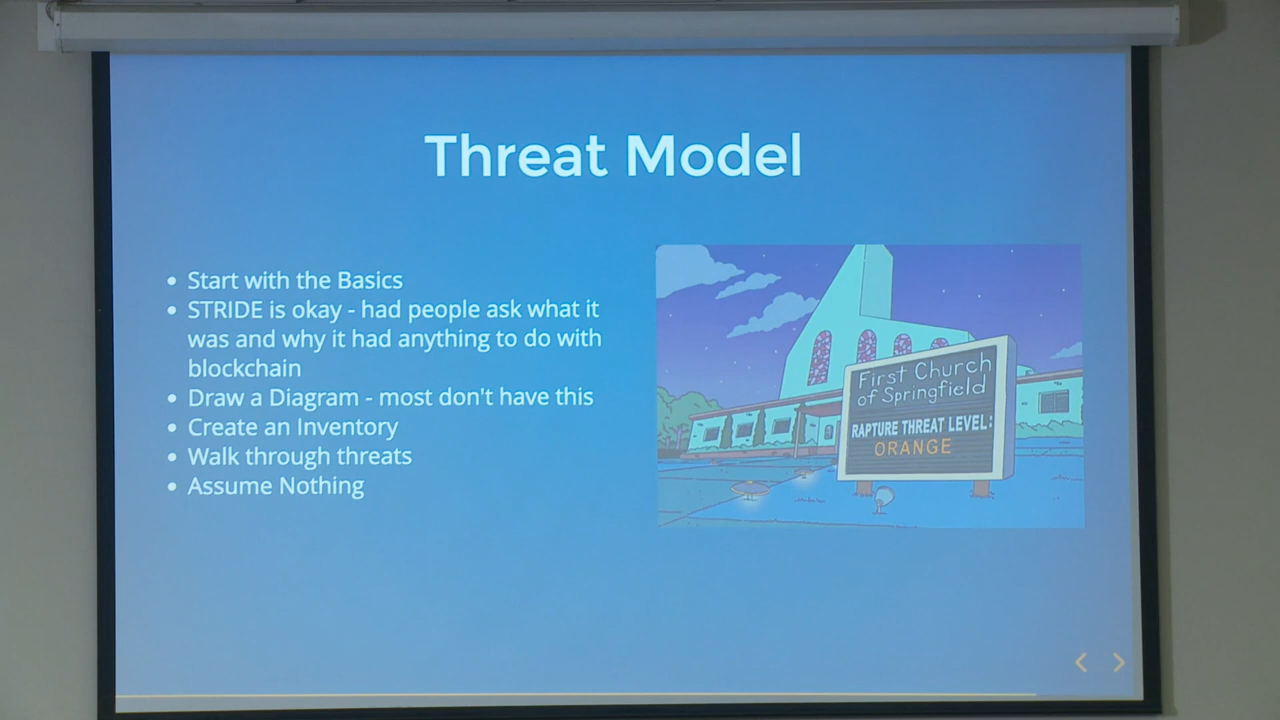 Threat Model
Start with the Basics
STRIDE is okay - had people ask what it
was and why it had anything to do with
blockchain
Draw a Diagram - most don't have this
Create an Inventory
Walk through threats
Assume Nothing
First Church
of Springfield
RAPTURE THREAT LEVEL:
ORANGE